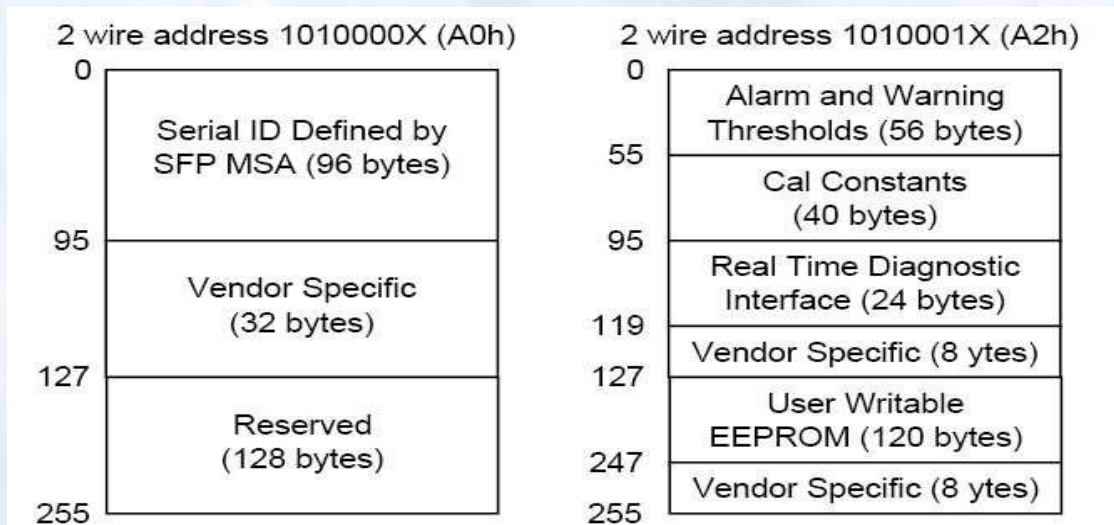 2 wire address 1010000X (A0h)
0
Serial ID Defined by
SFP MSA (96 bytes)
95
Vendor Specific
(32 bytes)
127
Reserved
(128 bytes)
255
2 wire address 1010001X (A2h)
0
Alarm and Warning
Thresholds (56 bytes)
55
Cal Constants
(40 bytes)
95
Real Time Diagnostic
Interface (24 bytes)
119
Vendor Specific (8 ytes)
127
User Writable
EEPROM (120 bytes)
247
Vendor Specific (8 ytes)
255